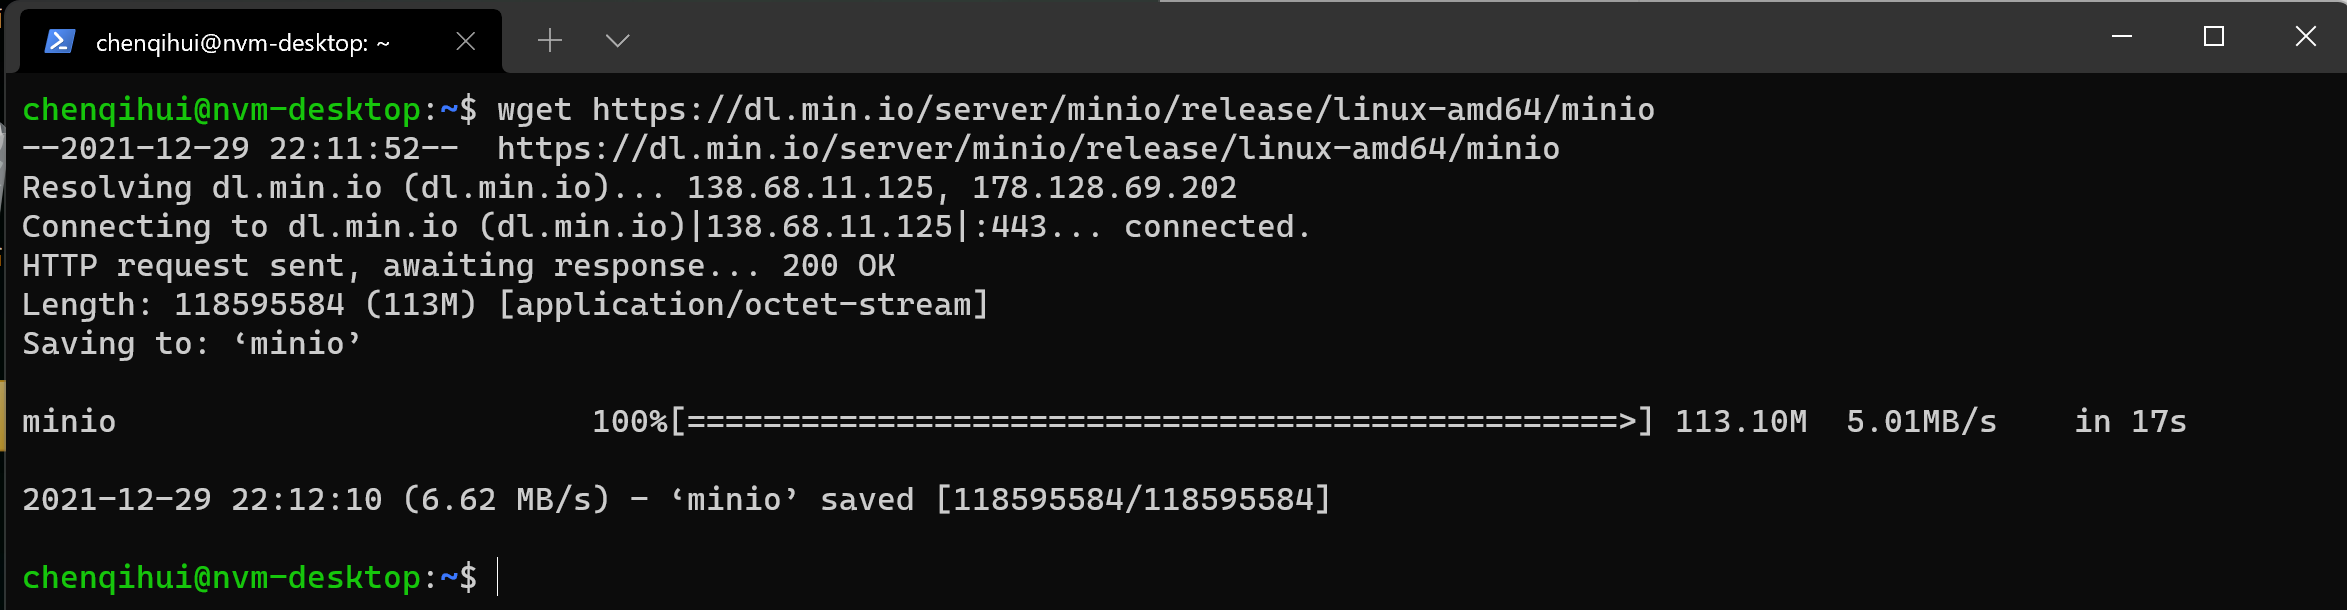 chenqihui@nvm-desktop: ~
chenqihui@nvm-desktop:~$ wget https://dl.min.io/server/minio/release/linux-amd64/minio
--2021-12-29 22:11:52--  https://dl.min.io/server/minio/release/linux-amd64/minio
Resolving dl.min.io (dl.min.io)... 138.68.11.125, 178.128.69.202
Connecting to dl.min.io (dl.min.io)|138.68.11.125|:443... connected.
HTTP request sent, awaiting response... 200 OK
Length: 118595584 (113M) [application/octet-stream]
Saving to: ‘minio’
minio                         100%[=================================================>] 113.10M  5.01MB/s    in 17s
2021-12-29 22:12:10 (6.62 MB/s) - ‘minio’ saved [118595584/118595584]
chenqihui@nvm-desktop:~$